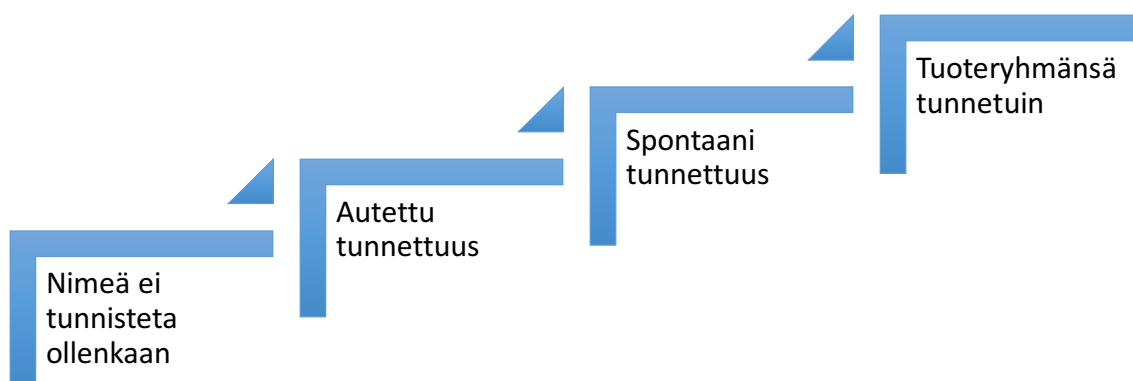 Nimeä ei
tunnisteta
ollenkaan
Autettu
tunnettuus
Spontaani
tunnettuus
Tuoteryhmänsä
tunnetuin